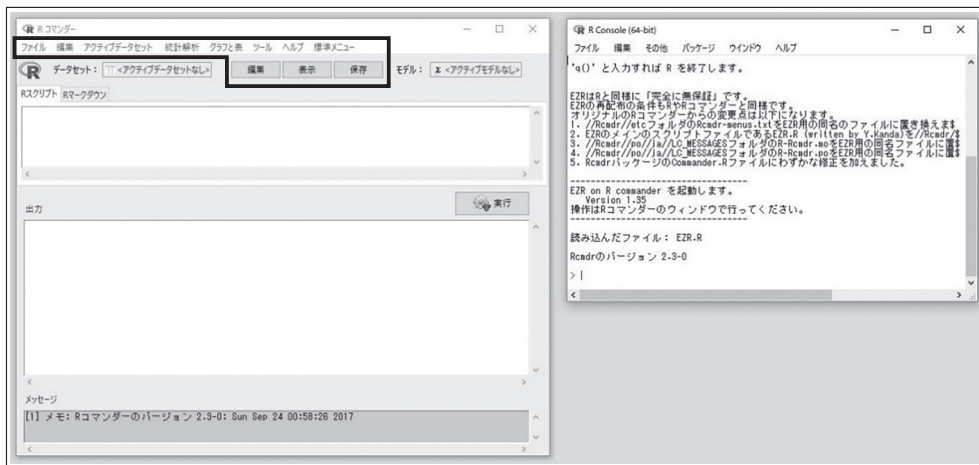 R コマンダー
ファイル 編集 アクティブデータセット 統計解析 グラフと表 ツール ヘルプ 標準メニュー
R データセット： <アクティブデータセットなし> 編集 表示 保存 モデル： Σ <アクティブモデルなし>
Rスクリプト Rマークダウン
出力
実行
メッセージ
[1] メモ: Rコマンダーのバージョン 2.3-0: Sun Sep 24 00:58:26 2017
R Console (64-bit)
ファイル 編集 その他 パッケージ ウインドウ ヘルプ
'q()' と入力すれば R を終了します。
EZRはRと同様に「完全に無保証」です。
EZRの再配布の条件もRやRコマンダーと同様です。
オリジナルのRコマンダーからの変更点は以下になります。
1. //Rcmdr//etcフォルダのRcmdr-menus.txtをEZR用の同名のファイルに置き換えま$
2. EZRのメインのスクリプトファイルであるEZR.R (written by Y.Kanda)を//Rcmdr/$
3. //Rcmdr//po//ja//LC_MESSAGESフォルダのR-Rcmdr.moをEZR用の同名ファイルに置$
4. //Rcmdr//po//ja//LC_MESSAGESフォルダのR-Rcmdr.poをEZR用の同名ファイルに置$
5. RcmdrパッケージのCommander.Rファイルにわずかな修正を加えました。
-----------------------------------
EZR on R commander を起動します。
Version 1.35
操作はRコマンダーのウィンドウで行ってください。
-----------------------------------
読み込んだファイル: EZR.R
Rcmdrのバージョン 2.3-0
> |